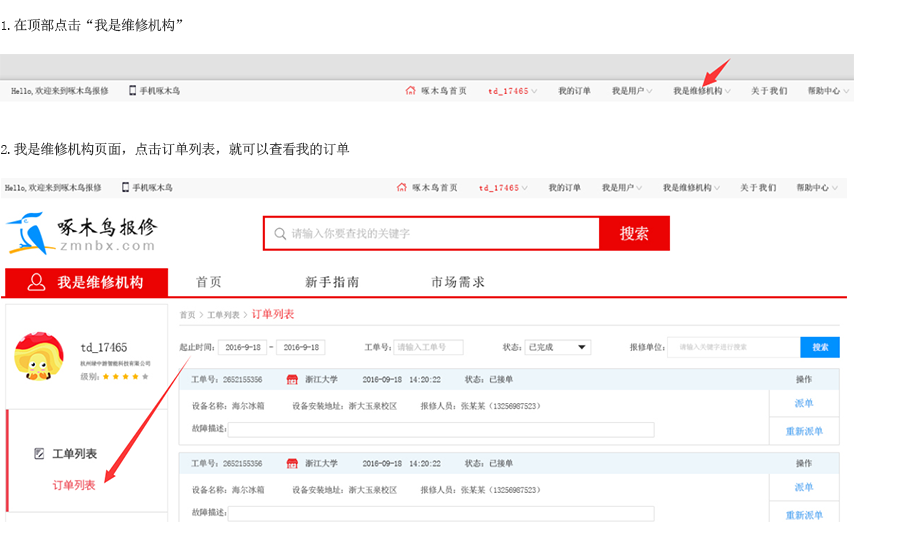 1.在顶部点击“我是维修机构”
Hello,欢迎来到啄木鸟报修 手机啄木鸟 啄木鸟首页 td_17465 我的订单 我是用户 我是维修机构 关于我们 帮助中心
2.我是维修机构页面，点击订单列表，就可以查看我的订单
Hello,欢迎来到啄木鸟报修 手机啄木鸟 啄木鸟首页 td_17465 我的订单 我是用户 我是维修机构 关于我们 帮助中心
啄木鸟报修
zmnbx.com
请输入你要查找的关键字 搜索
我是维修机构 首页 新手指南 市场需求
首页 > 工单列表 > 订单列表
起止时间: 2016-9-18 - 2016-9-18 工单号: 请输入工单号 状态: 已完成 报修单位: 请输入关键字进行搜索 搜索
td_17465
级别:
工单号: 2652155356 浙江大学 2016-09-18 14:20:22 状态: 已接单 操作
设备名称: 海尔冰箱 设备安装地址: 浙大玉泉校区 报修人员: 张某某（13256987523） 派单
故障描述: 重新派单
工单列表
订单列表
工单号: 2652155356 浙江大学 2016-09-18 14:20:22 状态: 已接单 操作
设备名称: 海尔冰箱 设备安装地址: 浙大玉泉校区 报修人员: 张某某（13256987523） 派单
故障描述: 重新派单